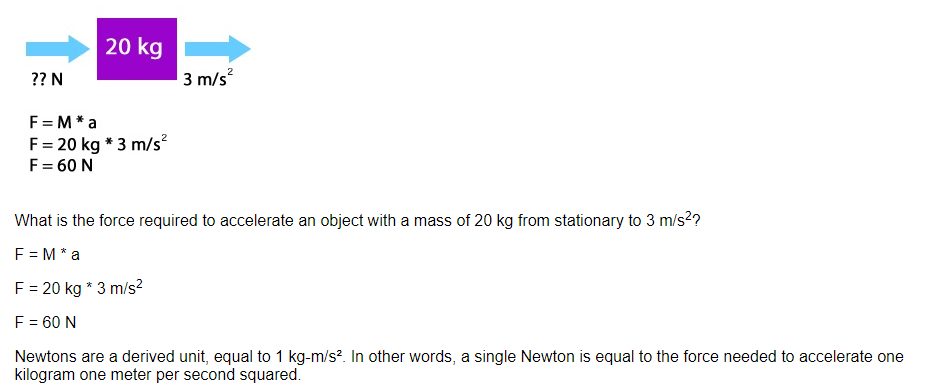 20 kg
?? N
3 m/s²
F = M * a
F = 20 kg * 3 m/s²
F = 60 N
What is the force required to accelerate an object with a mass of 20 kg from stationary to 3 m/s²?
F = M * a
F = 20 kg * 3 m/s²
F = 60 N
Newtons are a derived unit, equal to 1 kg-m/s². In other words, a single Newton is equal to the force needed to accelerate one
kilogram one meter per second squared.